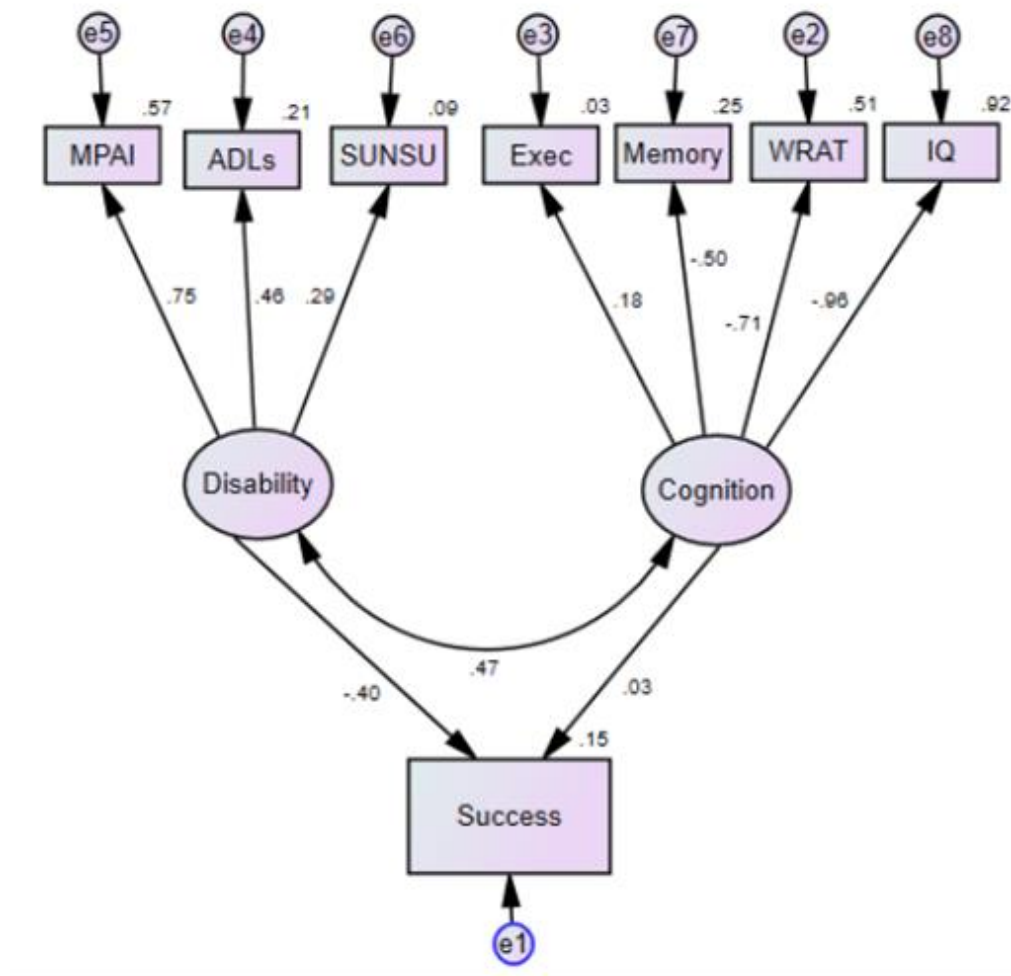 e5 e4 e6 e3 e7 e2 e8
.57 .21 .09 .03 .25 .51 .92
MPAI ADLs SUNSU Exec Memory WRAT IQ
.75 .46 .29 .18 -.50 -.71 -.96
Disability Cognition
.47
-.40 .03
.15
Success
e1